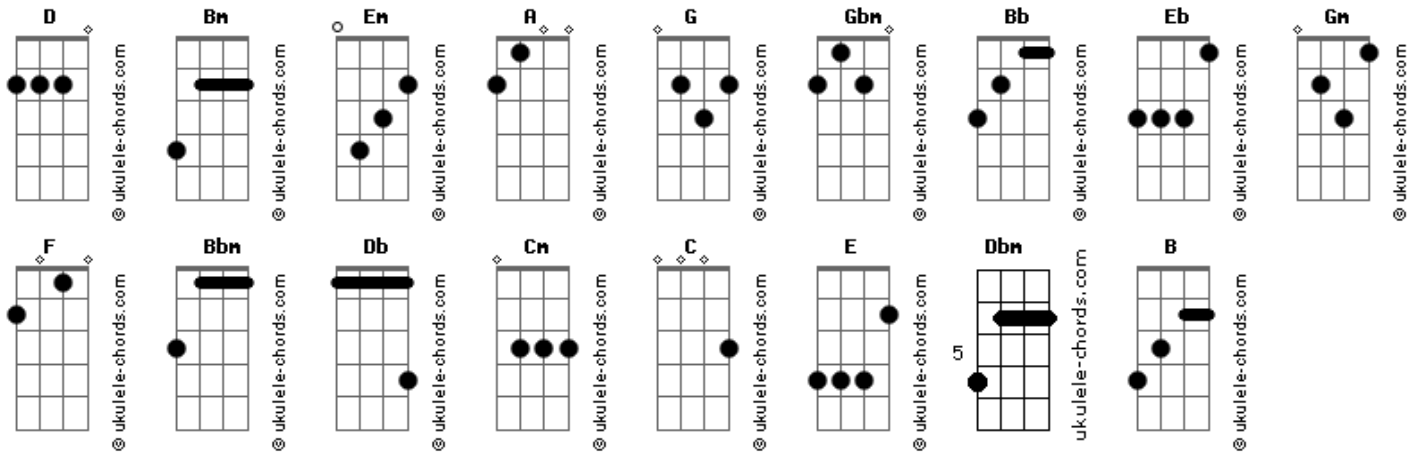 D Bm Em A G Gbm Bb Eb Gm
© ukulele-chords.com © ukulele-chords.com © ukulele-chords.com © ukulele-chords.com © ukulele-chords.com © ukulele-chords.com © ukulele-chords.com © ukulele-chords.com © ukulele-chords.com
F Bbm Db Cm C E Dbm B
© ukulele-chords.com © ukulele-chords.com © ukulele-chords.com © ukulele-chords.com © ukulele-chords.com © ukulele-chords.com ukulele-chords.com © ukulele-chords.com
5